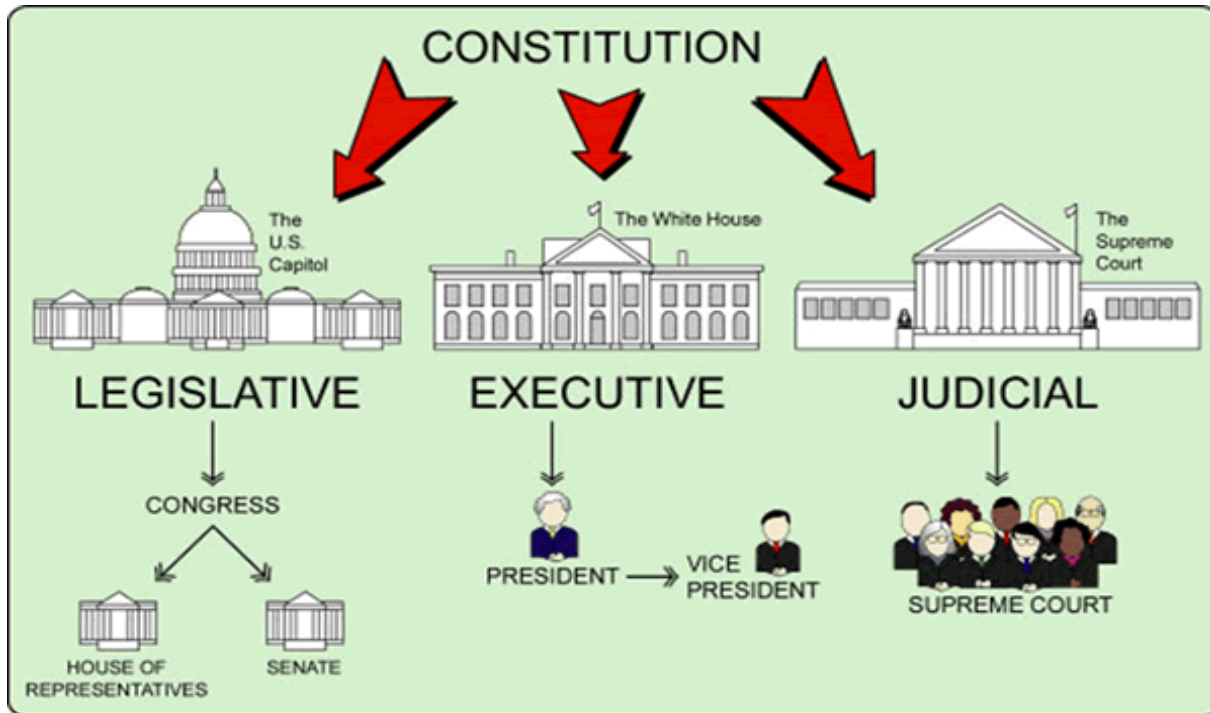 CONSTITUTION
The
U.S.
Capitol
The White House
The
Supreme
Court
LEGISLATIVE
EXECUTIVE
JUDICIAL
CONGRESS
HOUSE OF
REPRESENTATIVES
SENATE
PRESIDENT
VICE
PRESIDENT
SUPREME COURT